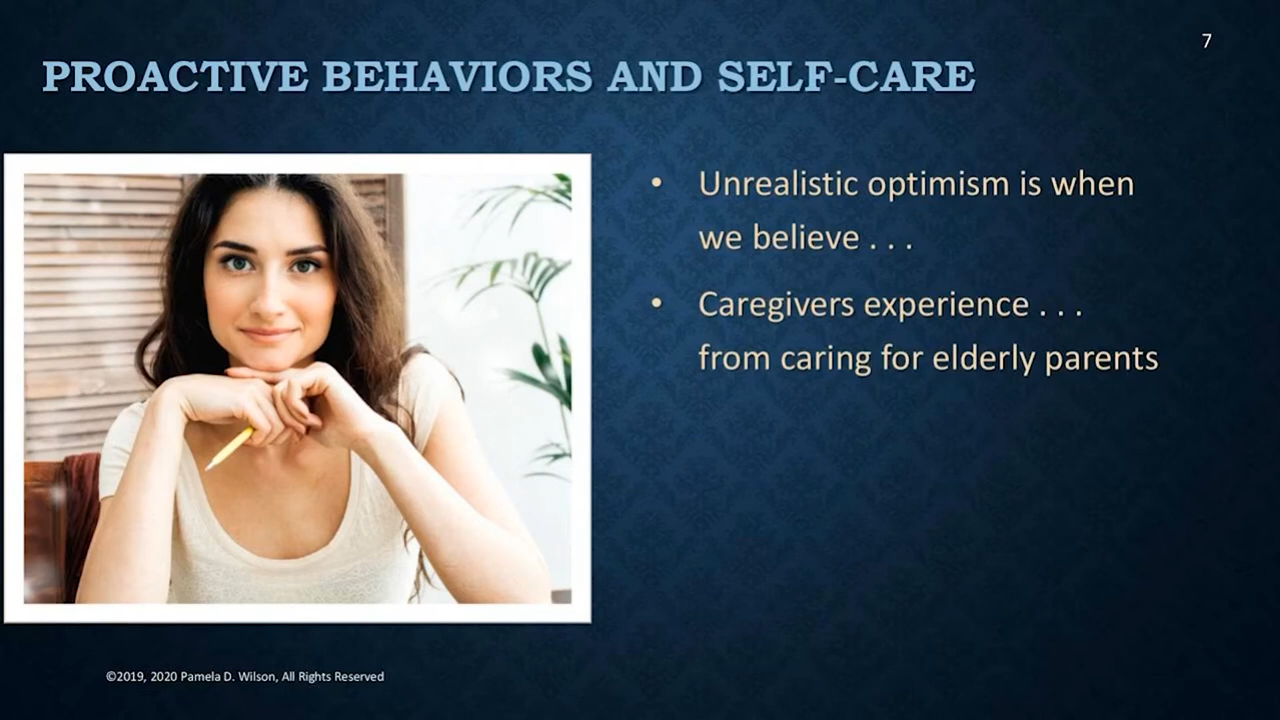 7
PROACTIVE BEHAVIORS AND SELF-CARE
• Unrealistic optimism is when
we believe . . .
• Caregivers experience . . .
from caring for elderly parents
©2019, 2020 Pamela D. Wilson, All Rights Reserved